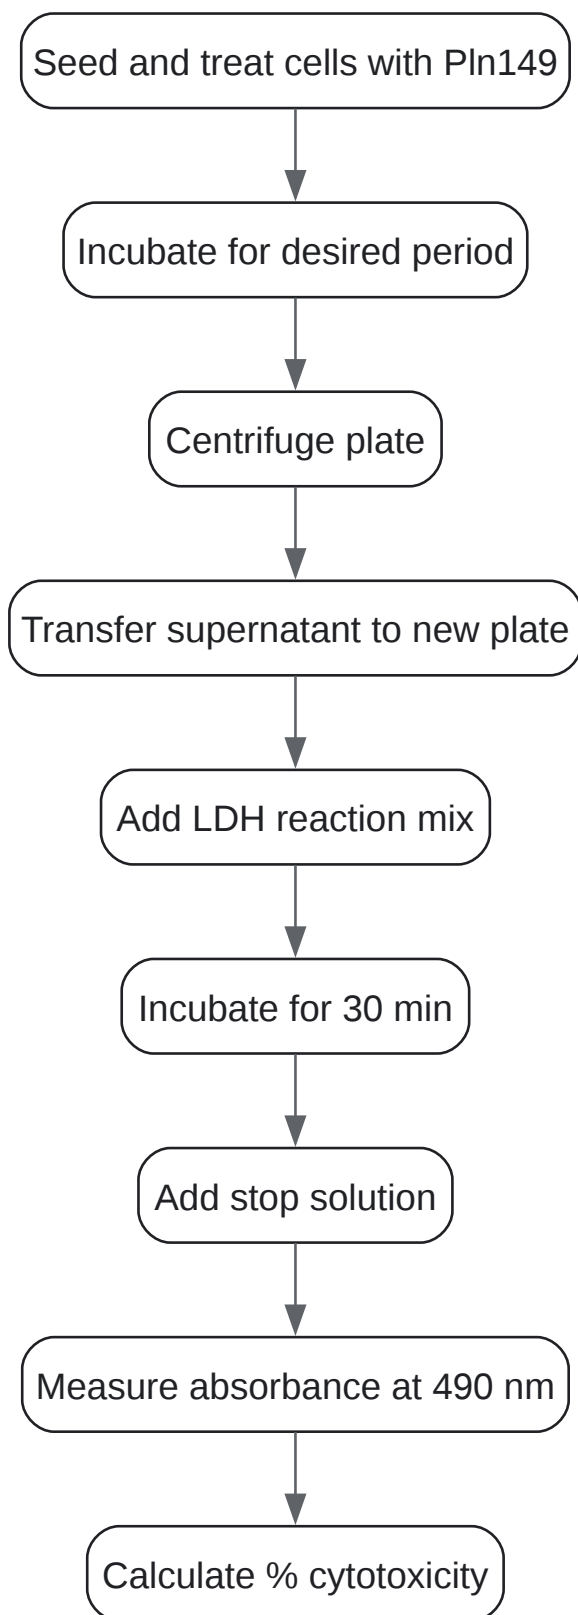 Seed and treat cells with Pln149
Incubate for desired period
Centrifuge plate
Transfer supernatant to new plate
Add LDH reaction mix
Incubate for 30 min
Add stop solution
Measure absorbance at 490 nm
Calculate % cytotoxicity